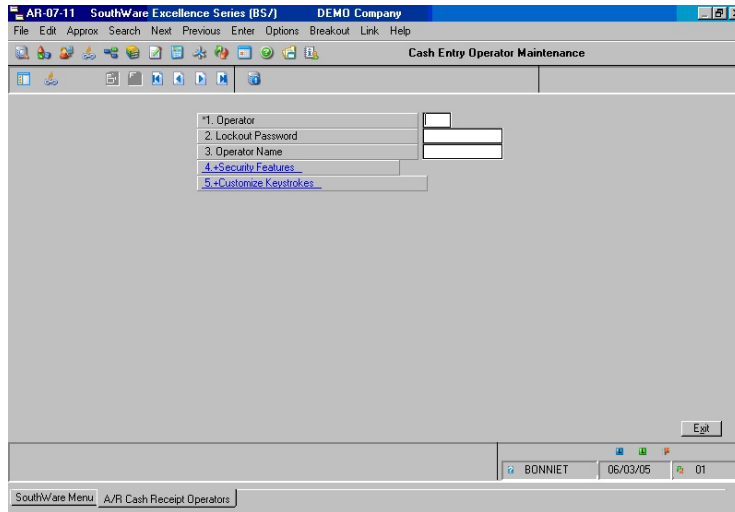 AR-07-11 SouthWare Excellence Series (BS/) DEMO Company
File Edit Approx Search Next Previous Enter Options Breakout Link Help
Cash Entry Operator Maintenance
*1. Operator
2. Lockout Password
3. Operator Name
4.+Security Features
5.+Customize Keystrokes
Exit
BONNIET 06/03/05 01
SouthWare Menu A/R Cash Receipt Operators